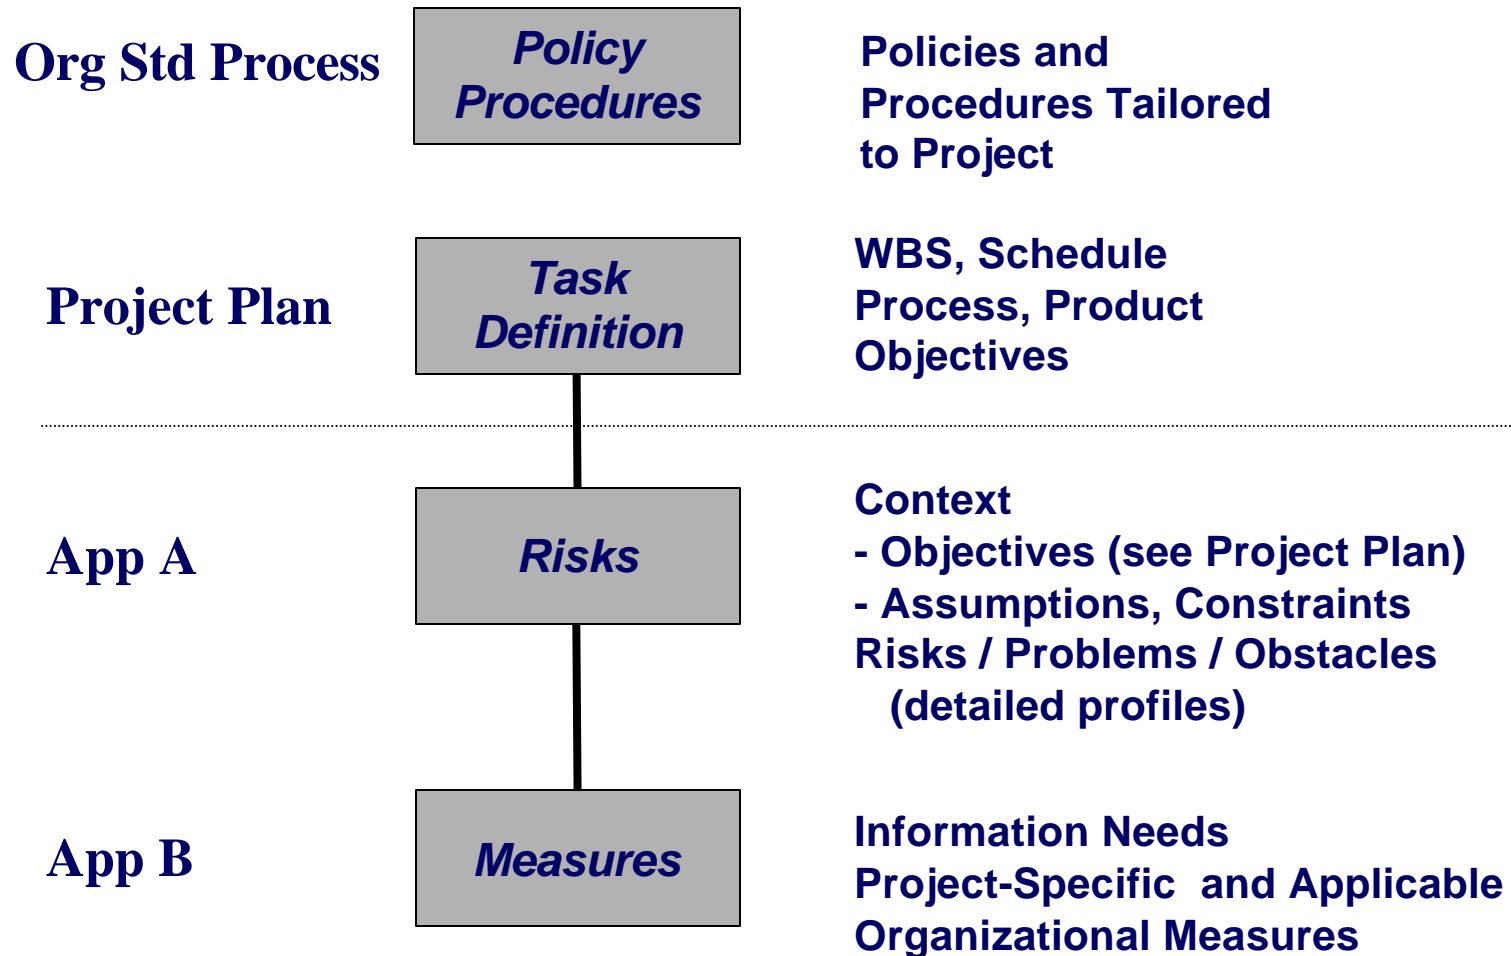 Org Std Process
Policy
Procedures
Policies and
Procedures Tailored
to Project
Project Plan
Task
Definition
WBS, Schedule
Process, Product
Objectives
App A
Risks
Context
- Objectives (see Project Plan)
- Assumptions, Constraints
Risks / Problems / Obstacles
(detailed profiles)
App B
Measures
Information Needs
Project-Specific and Applicable
Organizational Measures